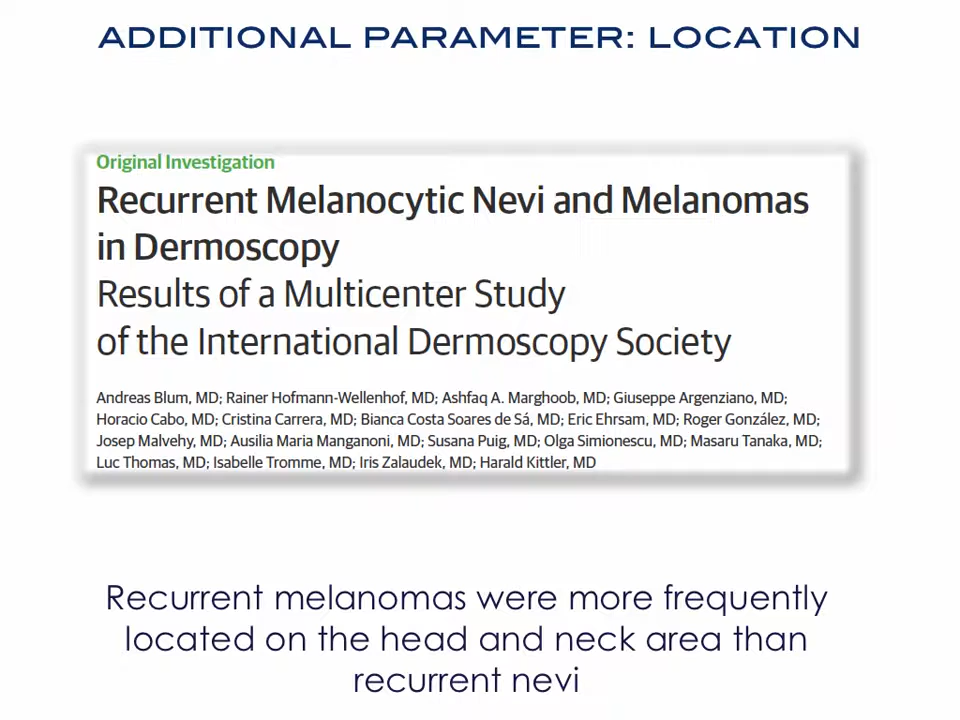 ADDITIONAL PARAMETER: LOCATION
Original Investigation
Recurrent Melanocytic Nevi and Melanomas
in Dermoscopy
Results of a Multicenter Study
of the International Dermoscopy Society
Andreas Blum, MD; Rainer Hofmann-Wellenhof, MD; Ashfaq A. Marghoob, MD; Giuseppe Argenziano, MD;
Horacio Cabo, MD; Cristina Carrera, MD; Bianca Costa Soares de Sá, MD; Eric Ehrsam, MD; Roger González, MD;
Josep Malvehy, MD; Ausilia Maria Manganoni, MD; Susana Puig, MD; Olga Simionescu, MD; Masaru Tanaka, MD;
Luc Thomas, MD; Isabelle Tromme, MD; Iris Zalaudek, MD; Harald Kittler, MD
Recurrent melanomas were more frequently
located on the head and neck area than
recurrent nevi